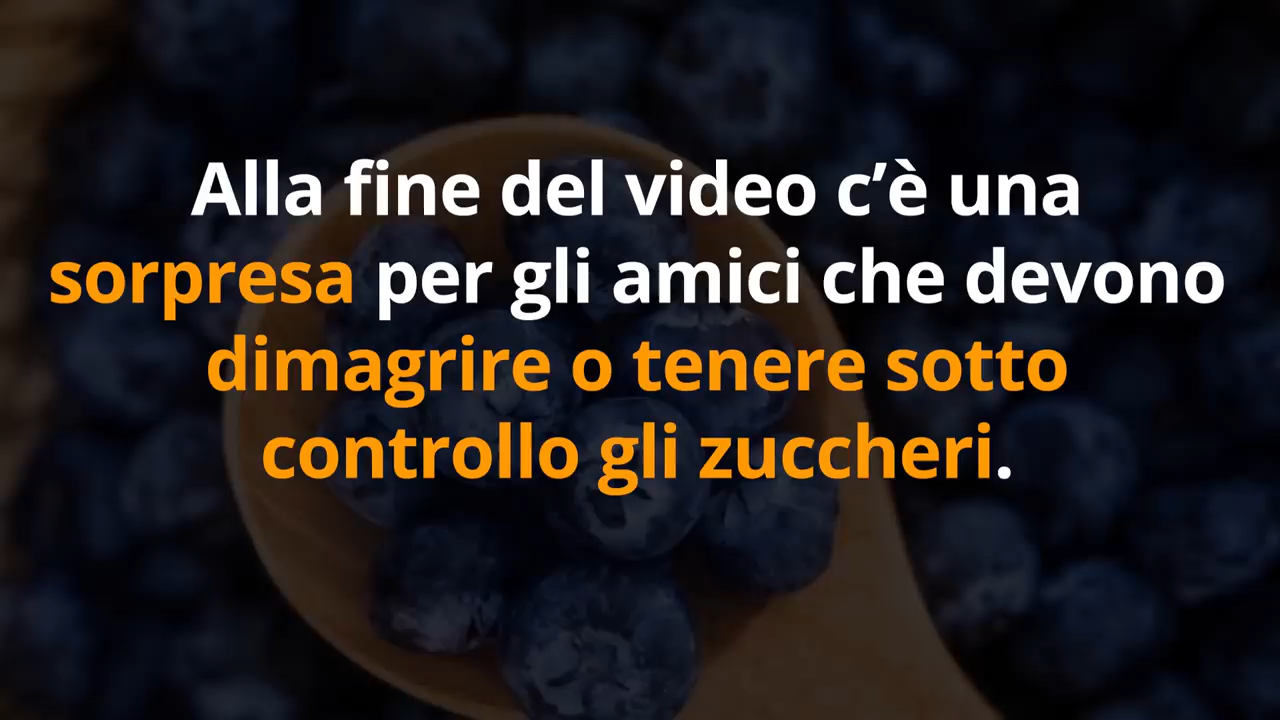 Alla fine del video c’è una
sorpresa per gli amici che devono
dimagrire o tenere sotto
controllo gli zuccheri.